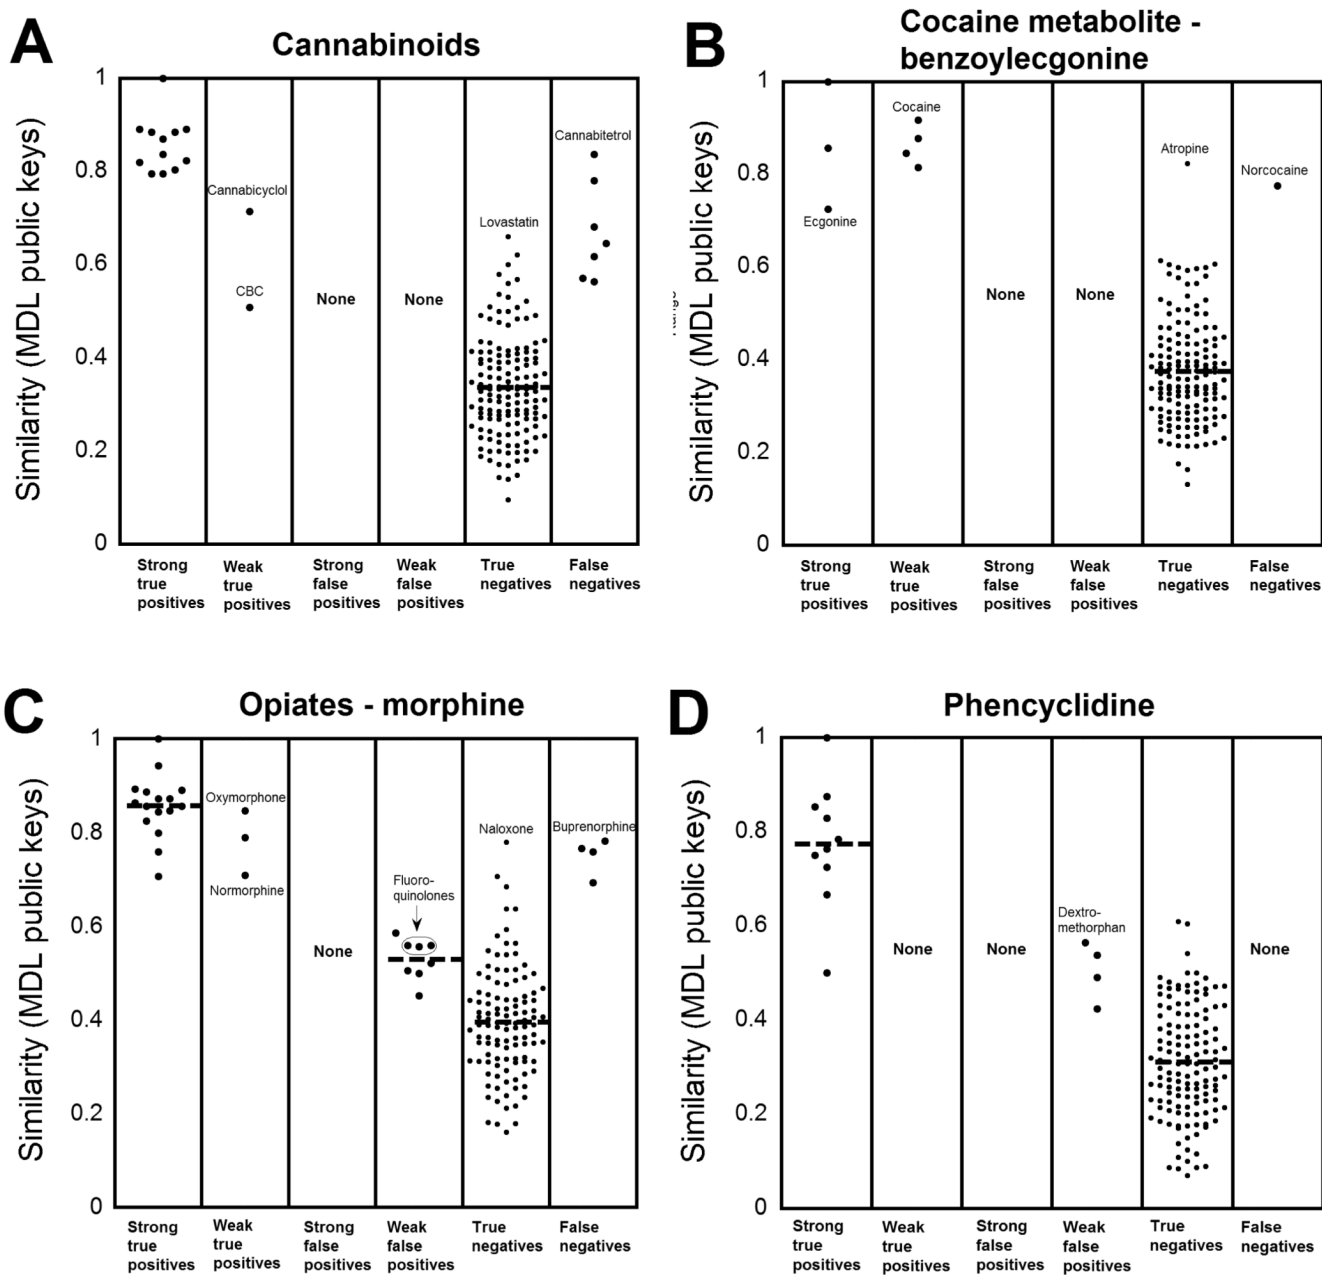 A
Cannabinoids
Similarity (MDL public keys)
1
0.8
0.6
0.4
0.2
0
Cannabicyclol
CBC
None
None
Lovastatin
Cannabitetrol
Strong
true
positives
Weak
true
positives
Strong
false
positives
Weak
false
positives
True
negatives
False
negatives
B
Cocaine metabolite -
benzoylecgonine
Similarity (MDL public keys)
1
0.8
0.6
0.4
0.2
0
Ecgonine
Cocaine
None
None
Atropine
Norcocaine
Strong
true
positives
Weak
true
positives
Strong
false
positives
Weak
false
positives
True
negatives
False
negatives
C
Opiates - morphine
Similarity (MDL public keys)
1
0.8
0.6
0.4
0.2
0
Oxymorphone
Normorphine
None
Fluoro-
quinolones
Naloxone
Buprenorphine
Strong
true
positives
Weak
true
positives
Strong
false
positives
Weak
false
positives
True
negatives
False
negatives
D
Phencyclidine
Similarity (MDL public keys)
1
0.8
0.6
0.4
0.2
0
None
None
Dextro-
methorphan
None
Strong
true
positives
Weak
true
positives
Strong
false
positives
Weak
false
positives
True
negatives
False
negatives